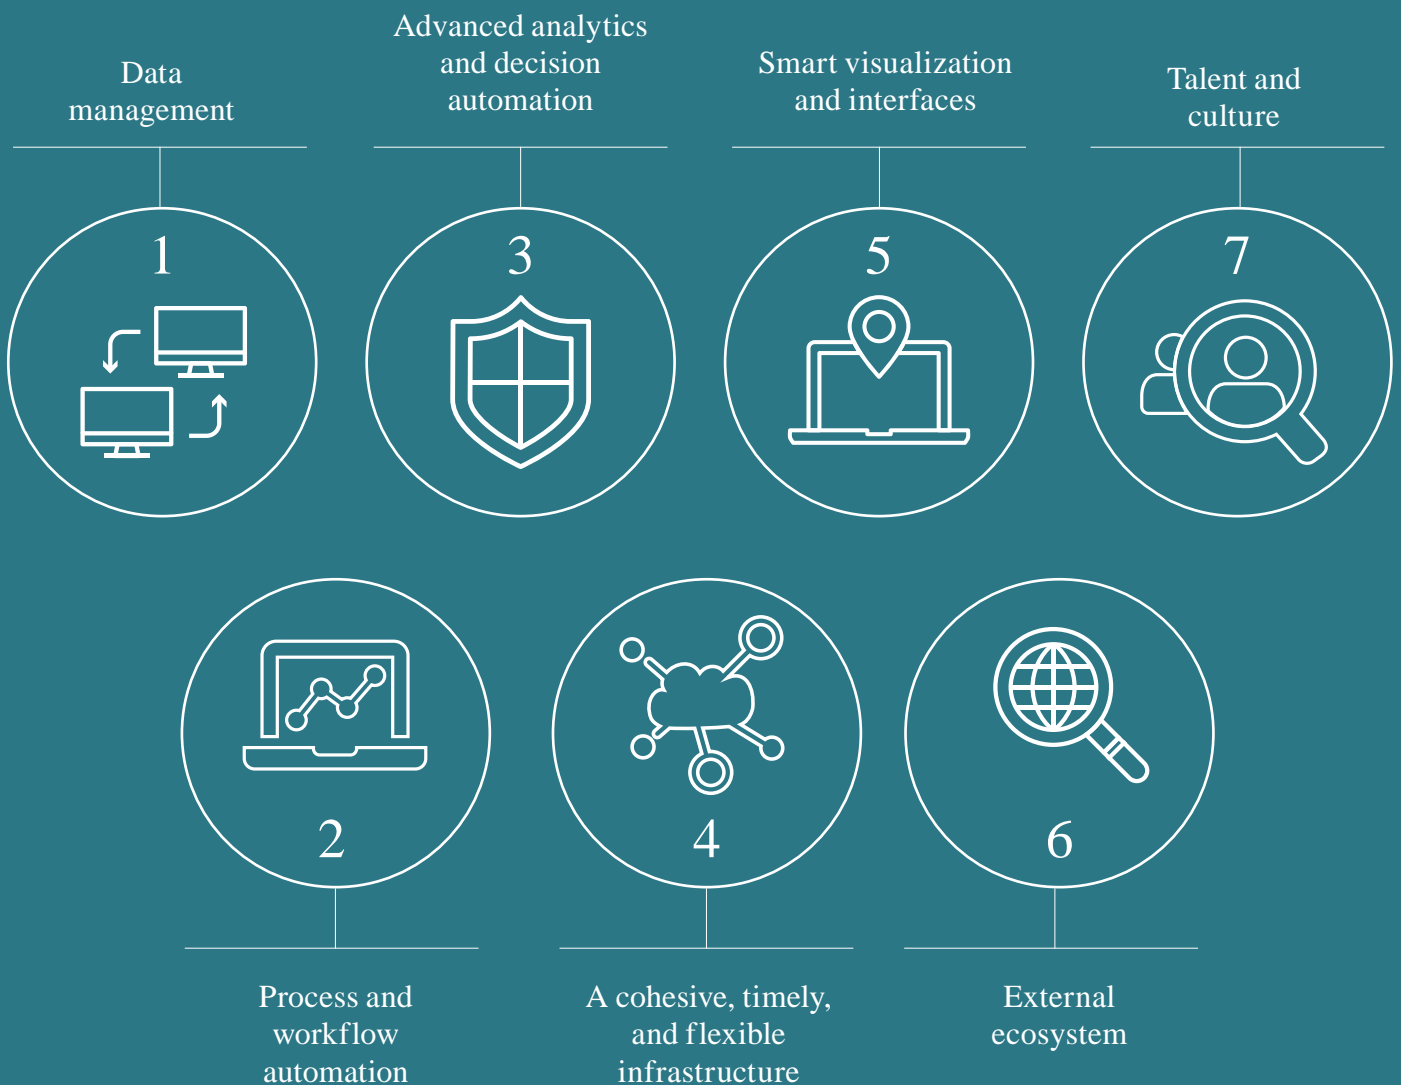 Data
management
1
Advanced analytics
and decision
automation
3
Smart visualization
and interfaces
5
Talent and
culture
7
2
Process and
workflow
automation
4
A cohesive, timely,
and flexible
infrastructure
6
External
ecosystem